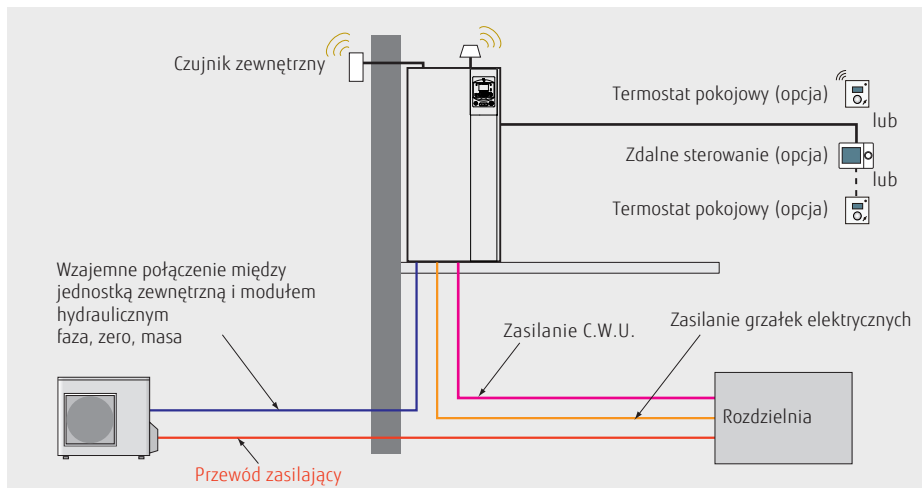 Czujnik zewnętrzny
Termostat pokojowy (opcja)
lub
Zdalne sterowanie (opcja)
lub
Termostat pokojowy (opcja)
Wzajemne połączenie między
jednostką zewnętrzną i modułem
hydraulicznym
faza, zero, masa
Zasilanie C.W.U.
Zasilanie grzałek elektrycznych
Rozdzielnia
Przewód zasilający